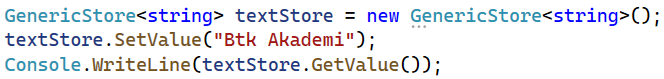 GenericStore<string> textStore = new GenericStore<string>();
textStore.SetValue("Btk Akademi");
Console.WriteLine(textStore.GetValue());